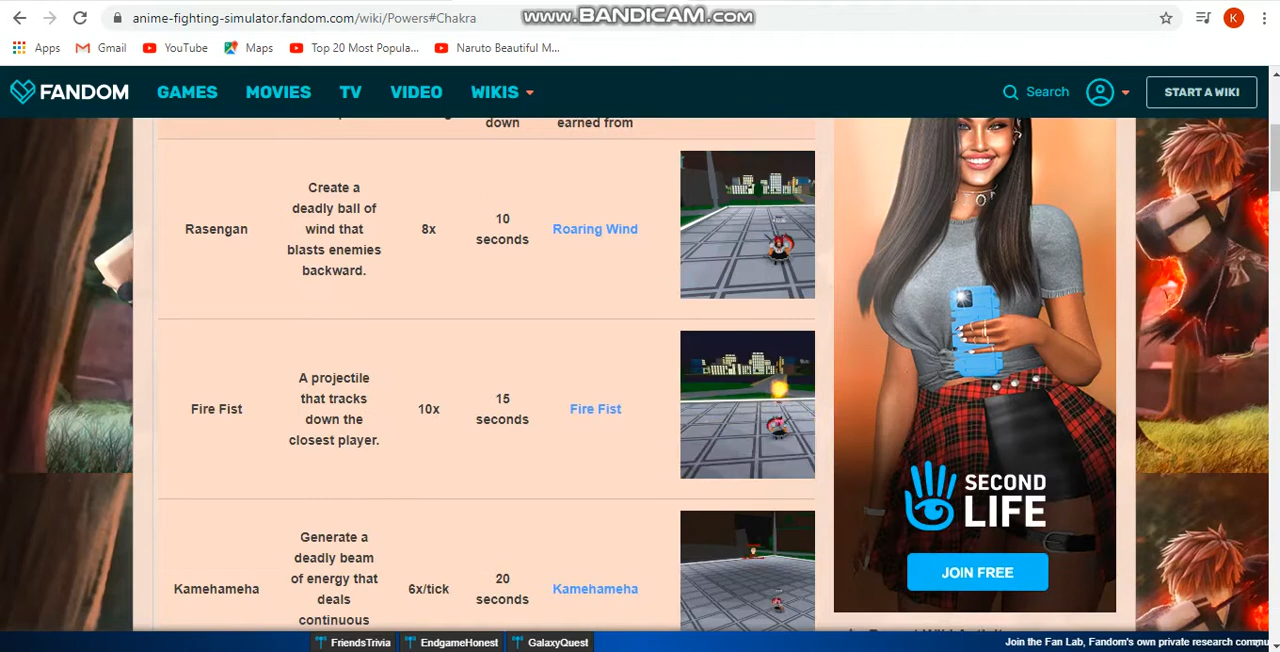 anime-fighting-simulator.fandom.com/wiki/Powers#Chakra
www.BANDICAM.com
K
Apps
Gmail
YouTube
Maps
Top 20 Most Popula...
Naruto Beautiful M...
FANDOM
GAMES
MOVIES
TV
VIDEO
WIKIS
Search
START A WIKI
down
earned from
Rasengan
Create a
deadly ball of
wind that
blasts enemies
backward.
8x
10
seconds
Roaring Wind
Fire Fist
A projectile
that tracks
down the
closest player.
10x
15
seconds
Fire Fist
Kamehameha
Generate a
deadly beam
of energy that
deals
continuous
6x/tick
20
seconds
Kamehameha
SECOND
LIFE
JOIN FREE
FriendsTrivia
EndgameHonest
GalaxyQuest
Join the Fan Lab, Fandom's own private research